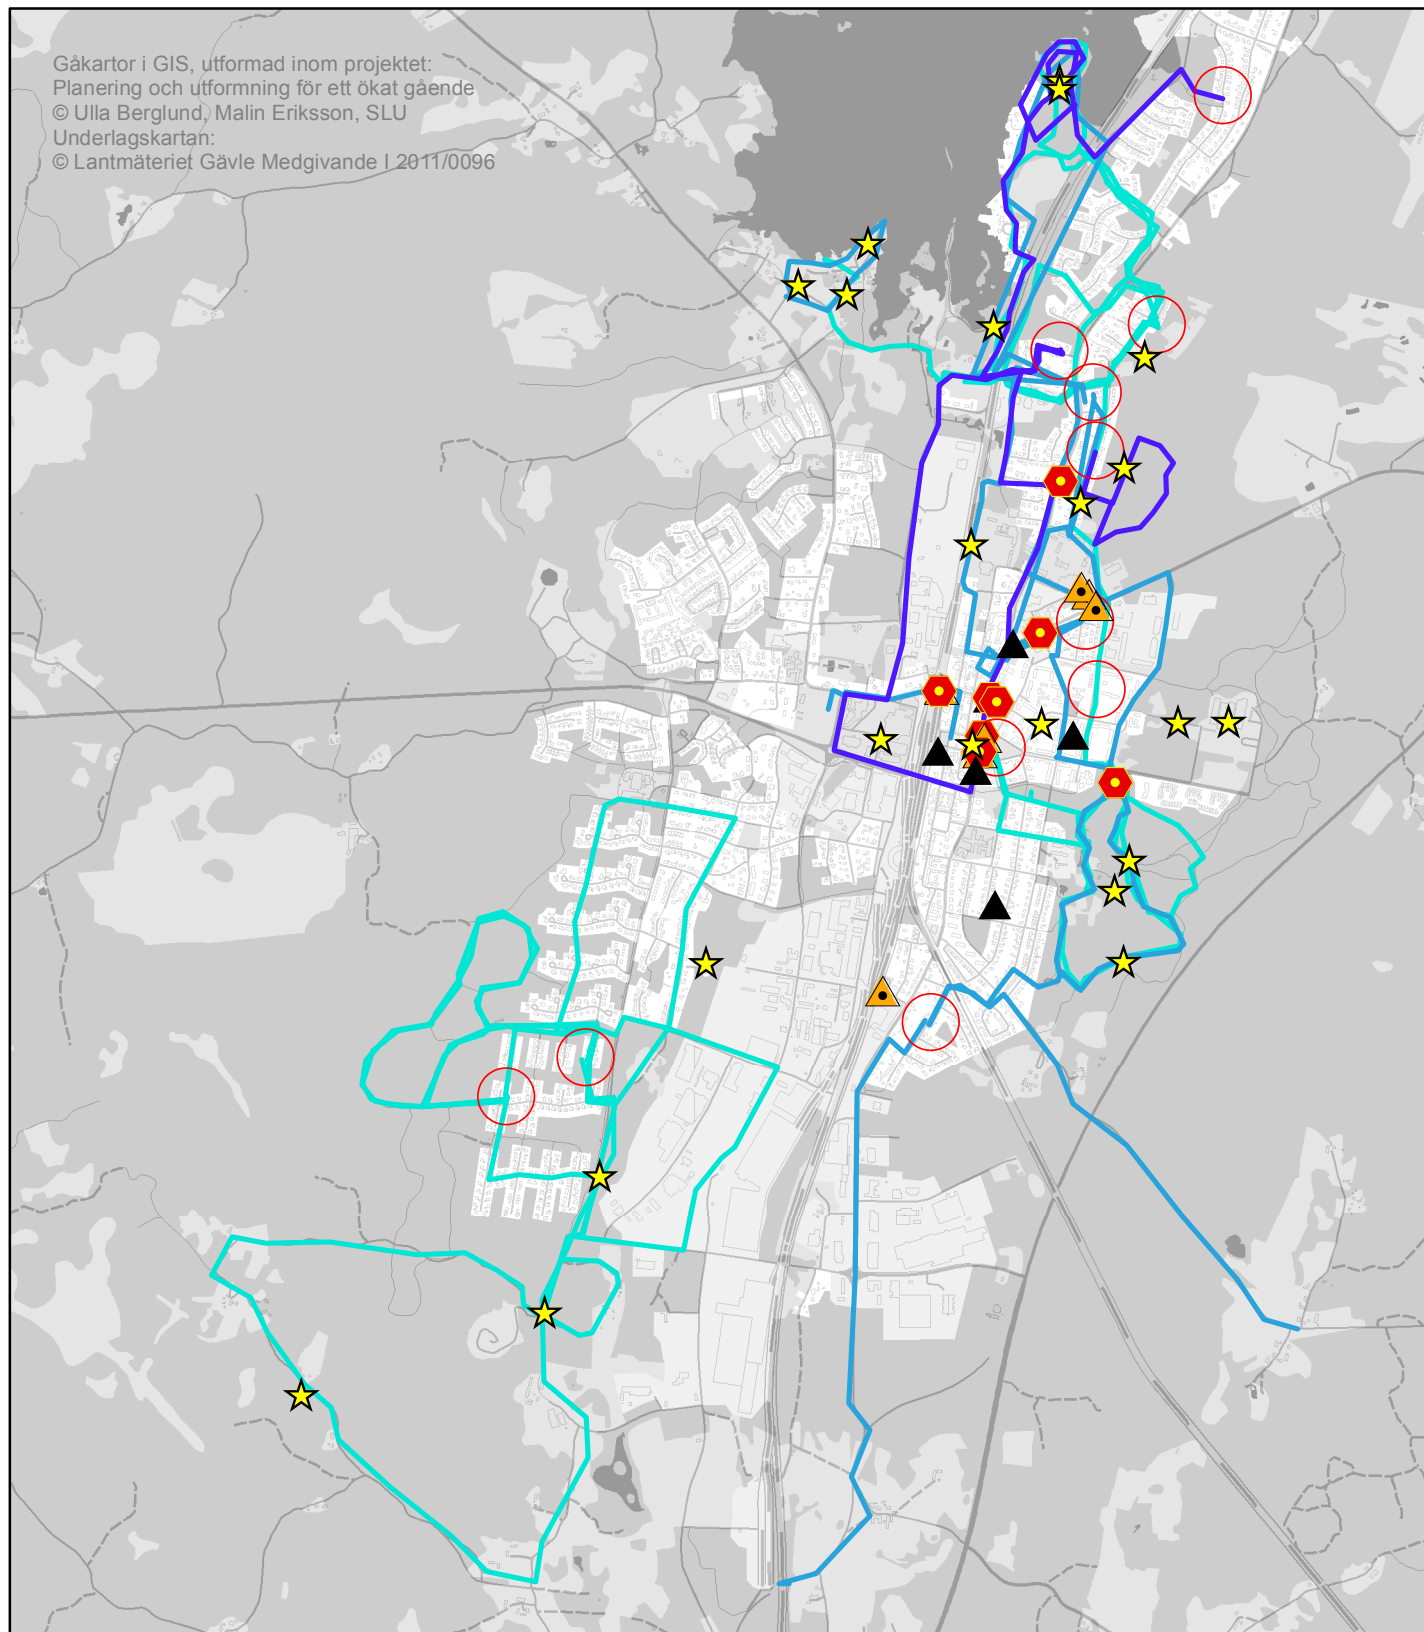 Gåkartor i GIS, utformad inom projektet:
Planering och utformning för ett ökat gående
© Ulla Berglund, Malin Eriksson, SLU
Underlagskartan:
© Lantmäteriet Gävle Medgivande I 2011/0096